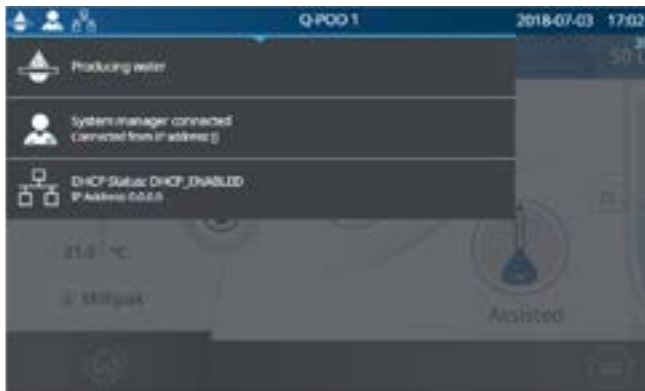 Q-POD 1 2018-07-03 17:02
Producing water
System manager connected
Connected from IP address: ()
DHCP Status: DHCP_ENABLED
IP Address: 0.0.0.0
21.0 °C
Millipak
Assisted